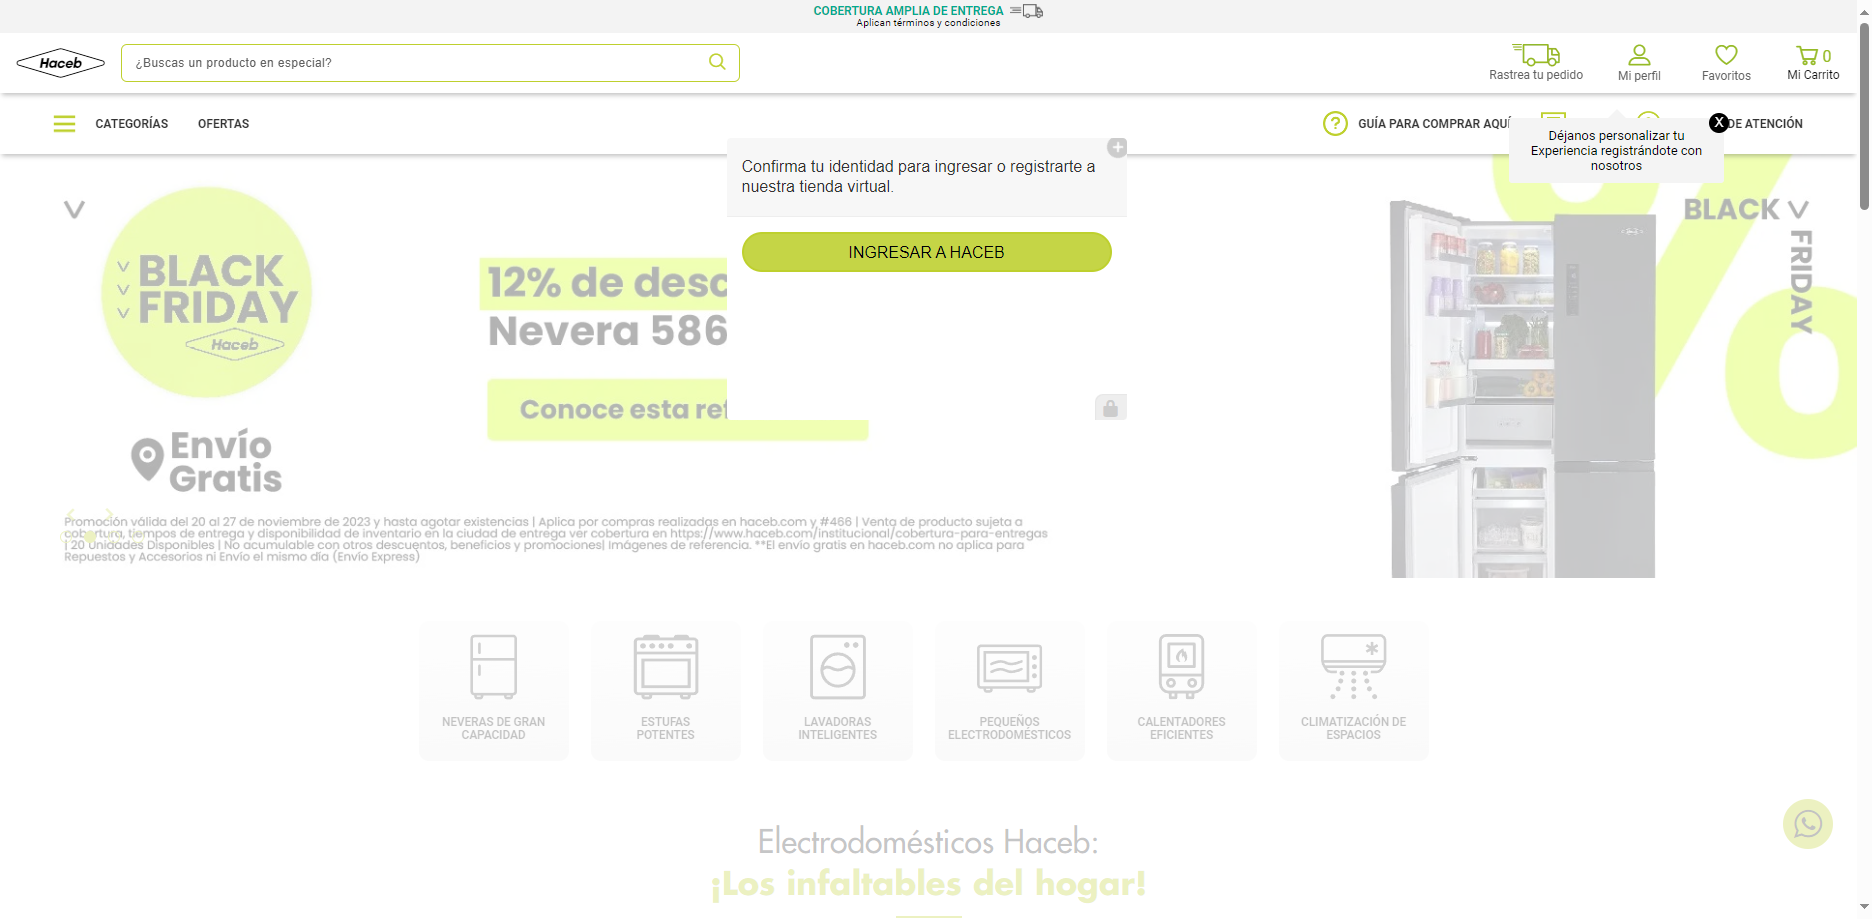 COBERTURA AMPLIA DE ENTREGA
Aplican términos y condiciones
Haceb
¿Buscas un producto en especial?
Rastrea tu pedido
Mi perfil
Favoritos
0
Mi Carrito
CATEGORÍAS
OFERTAS
GUÍA PARA COMPRAR AQUÍ
DE ATENCIÓN
X
Déjanos personalizar tu
Experiencia registrándote con
nosotros
Confirma tu identidad para ingresar o registrarte a
nuestra tienda virtual.
INGRESAR A HACEB
BLACK
FRIDAY
Haceb
Envío
Gratis
12% de desc
Nevera 586
Conoce esta ref
BLACK
FRIDAY
Promoción válida del 20 al 27 de noviembre de 2023 y hasta agotar existencias | Aplica por compras realizadas en haceb.com y #466 | Venta de producto sujeta a
cobertura, tiempos de entrega y disponibilidad de inventario en la ciudad de entrega ver cobertura en https://www.haceb.com/institucional/cobertura-para-entregas
| 20 Unidades Disponibles | No acumulable con otros descuentos, beneficios y promociones| Imágenes de referencia. **El envío gratis en haceb.com no aplica para
Repuestos y Accesorios ni Envío el mismo día (Envío Express)
NEVERAS DE GRAN
CAPACIDAD
ESTUFAS
POTENTES
LAVADORAS
INTELIGENTES
PEQUEÑOS
ELECTRODOMÉSTICOS
CALENTADORES
EFICIENTES
CLIMATIZACIÓN DE
ESPACIOS
Electrodomésticos Haceb:
¡Los infaltables del hogar!